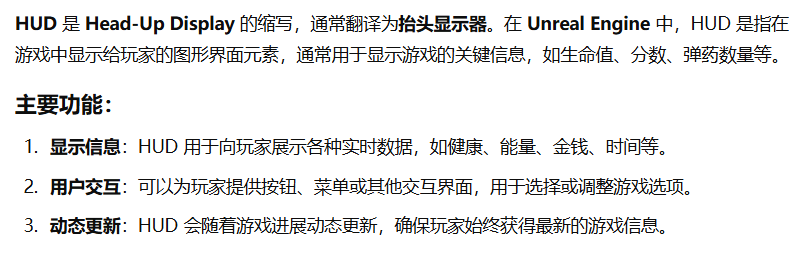 HUD 是 Head-Up Display 的缩写，通常翻译为抬头显示器。在 Unreal Engine 中，HUD 是指在
游戏中显示给玩家的图形界面元素，通常用于显示游戏的关键信息，如生命值、分数、弹药数量等。
主要功能：
1. 显示信息：HUD 用于向玩家展示各种实时数据，如健康、能量、金钱、时间等。
2. 用户交互：可以为玩家提供按钮、菜单或其他交互界面，用于选择或调整游戏选项。
3. 动态更新：HUD 会随着游戏进展动态更新，确保玩家始终获得最新的游戏信息。